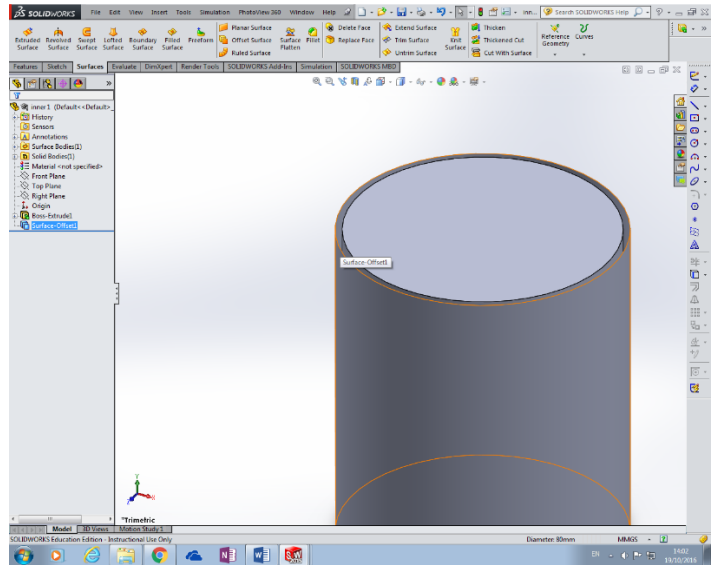 SOLIDWORKS File Edit View Insert Tools Simulation PhotoView 360 Window Help inn... Search SOLIDWORKS Help
Extruded Surface Revolved Surface Swept Surface Lofted Surface Boundary Surface Filled Surface Freeform
Planar Surface
Offset Surface
Ruled Surface
Surface Flatten
Fillet
Delete Face
Replace Face
Extend Surface
Trim Surface
Untrim Surface
Knit Surface
Thicken
Thickened Cut
Cut With Surface
Reference Geometry
Curves
Features Sketch Surfaces Evaluate DimXpert Render Tools SOLIDWORKS Add-Ins Simulation SOLIDWORKS MBD
inner1 (Default<<Default>_
History
Sensors
Annotations
Surface Bodies(1)
Solid Bodies(1)
Material <not specified>
Front Plane
Top Plane
Right Plane
Origin
Boss-Extrude1
Surface-Offset1
Surface-Offset1
*Trimetric
Model 3D Views Motion Study 1
SOLIDWORKS Education Edition - Instructional Use Only Diameter: 80mm MMGS
EN 14:02
19/10/2016